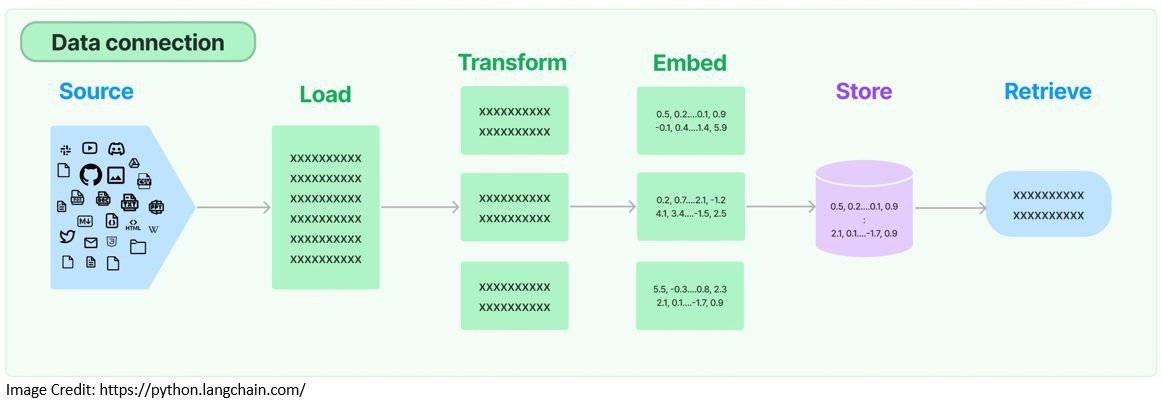 Data connection
Source
Load
Transform
Embed
Store
Retrieve
CSV
TXT
PPT
HTML
W
XXXXXXXXXX
XXXXXXXXXX
XXXXXXXXXX
XXXXXXXXXX
XXXXXXXXXX
XXXXXXXXXX
XXXXXXXXXX
XXXXXXXXXX
XXXXXXXXXX
XXXXXXXXXX
XXXXXXXXXX
XXXXXXXXXX
0.5, 0.2....0.1, 0.9
-0.1, 0.4....1.4, 5.9
0.2, 0.7....2.1, -1.2
4.1, 3.4....-1.5, 2.5
5.5, -0.3....0.8, 2.3
2.1, 0.1....-1.7, 0.9
0.5, 0.2....0.1, 0.9
:
2.1, 0.1....-1.7, 0.9
XXXXXXXXXX
XXXXXXXXXX
Image Credit: https://python.langchain.com/